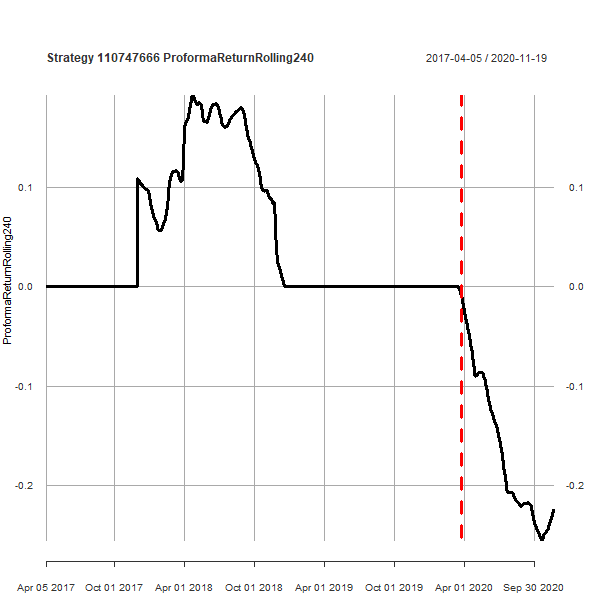 Strategy 110747666 ProformaReturnRolling240
2017-04-05 / 2020-11-19
ProformaReturnRolling240
0.1
0.0
-0.1
-0.2
0.1
0.0
-0.1
-0.2
Apr 05 2017
Oct 01 2017
Apr 01 2018
Oct 01 2018
Apr 01 2019
Oct 01 2019
Apr 01 2020
Sep 30 2020